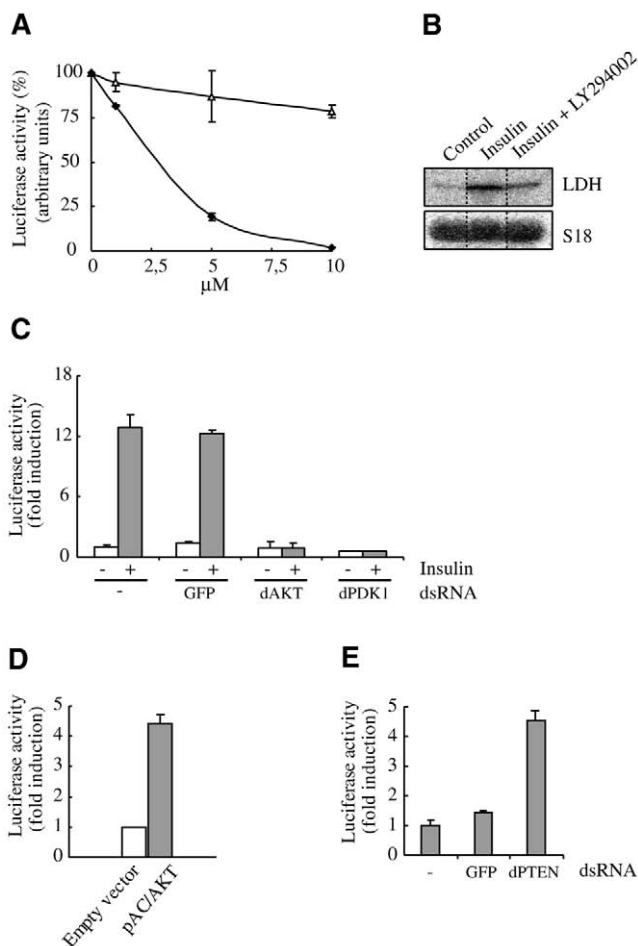 A
Luciferase activity (%)
(arbitrary units)
100
75
50
25
0
0
2,5
5
7,5
10
μM
B
Control
Insulin
Insulin + LY294002
LDH
S18
C
Luciferase activity
(fold induction)
18
12
6
0
- + - + - + - + Insulin
- GFP dAKT dPDK1 dsRNA
D
Luciferase activity
(fold induction)
5
4
3
2
1
0
Empty vector
pAC/AKT
E
Luciferase activity
(fold induction)
5
4
3
2
1
0
- GFP dPTEN dsRNA